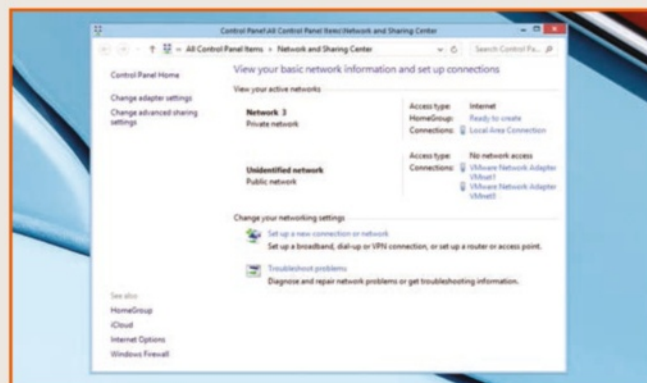 Control Panel\All Control Panel Items\Network and Sharing Center
« All Control Panel Items ▸ Network and Sharing Center
Search Control Pa...
Control Panel Home
Change adapter settings
Change advanced sharing
settings
View your basic network information and set up connections
View your active networks
Network 3
Private network
Access type: Internet
HomeGroup: Ready to create
Connections: Local Area Connection
Unidentified network
Public network
Access type: No network access
Connections: VMware Network Adapter
VMnet1
VMware Network Adapter
VMnet8
Change your networking settings
Set up a new connection or network
Set up a broadband, dial-up or VPN connection, or set up a router or access point.
Troubleshoot problems
Diagnose and repair network problems or get troubleshooting information.
See also
HomeGroup
iCloud
Internet Options
Windows Firewall